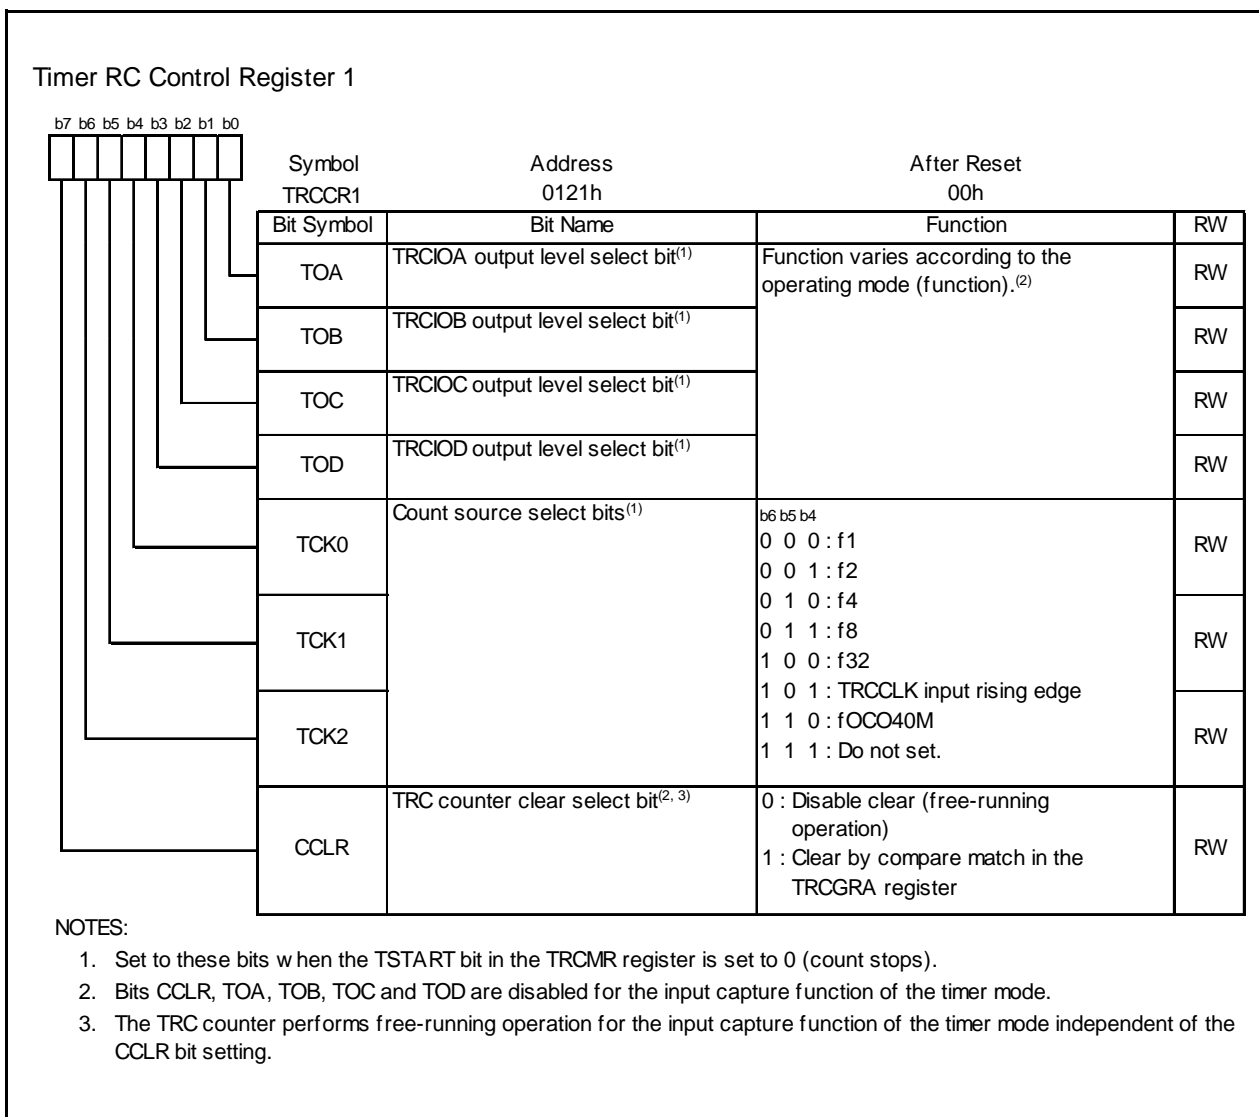 Timer RC Control Register 1
b7 b6 b5 b4 b3 b2 b1 b0
Symbol Address After Reset
TRCCR1 0121h 00h
Bit Symbol Bit Name Function RW
TOA TRCIOA output level select bit(1) Function varies according to the
operating mode (function).(2) RW
TOB TRCIOB output level select bit(1) RW
TOC TRCIOC output level select bit(1) RW
TOD TRCIOD output level select bit(1) RW
TCK0 Count source select bits(1) b6 b5 b4 RW
0 0 0 : f1
0 0 1 : f2
0 1 0 : f4
TCK1 0 1 1 : f8 RW
1 0 0 : f32
1 0 1 : TRCCLK input rising edge
TCK2 1 1 0 : fOCO40M RW
1 1 1 : Do not set.
CCLR TRC counter clear select bit(2, 3) 0 : Disable clear (free-running RW
operation)
1 : Clear by compare match in the
TRCGRA register
NOTES:
1. Set to these bits when the TSTART bit in the TRCMR register is set to 0 (count stops).
2. Bits CCLR, TOA, TOB, TOC and TOD are disabled for the input capture function of the timer mode.
3. The TRC counter performs free-running operation for the input capture function of the timer mode independent of the
CCLR bit setting.